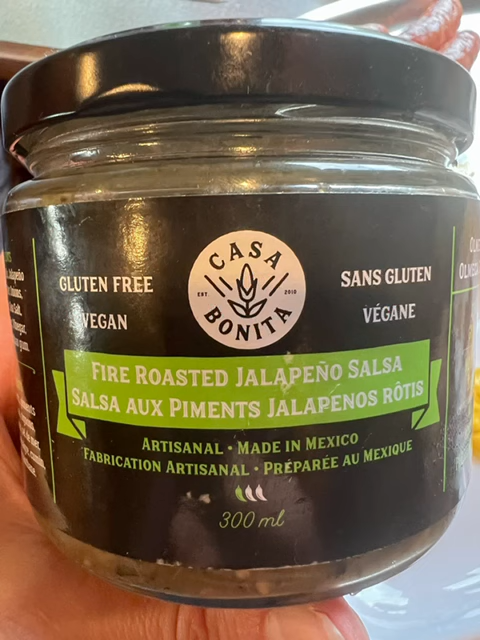 CASA
EST 2010
BONITA
GLUTEN FREE
VEGAN
SANS GLUTEN
VÉGANE
FIRE ROASTED JALAPEÑO SALSA
SALSA AUX PIMENTS JALAPENOS RÔTIS
ARTISANAL • MADE IN MEXICO
FABRICATION ARTISANAL • PRÉPARÉE AU MEXIQUE
300 ml